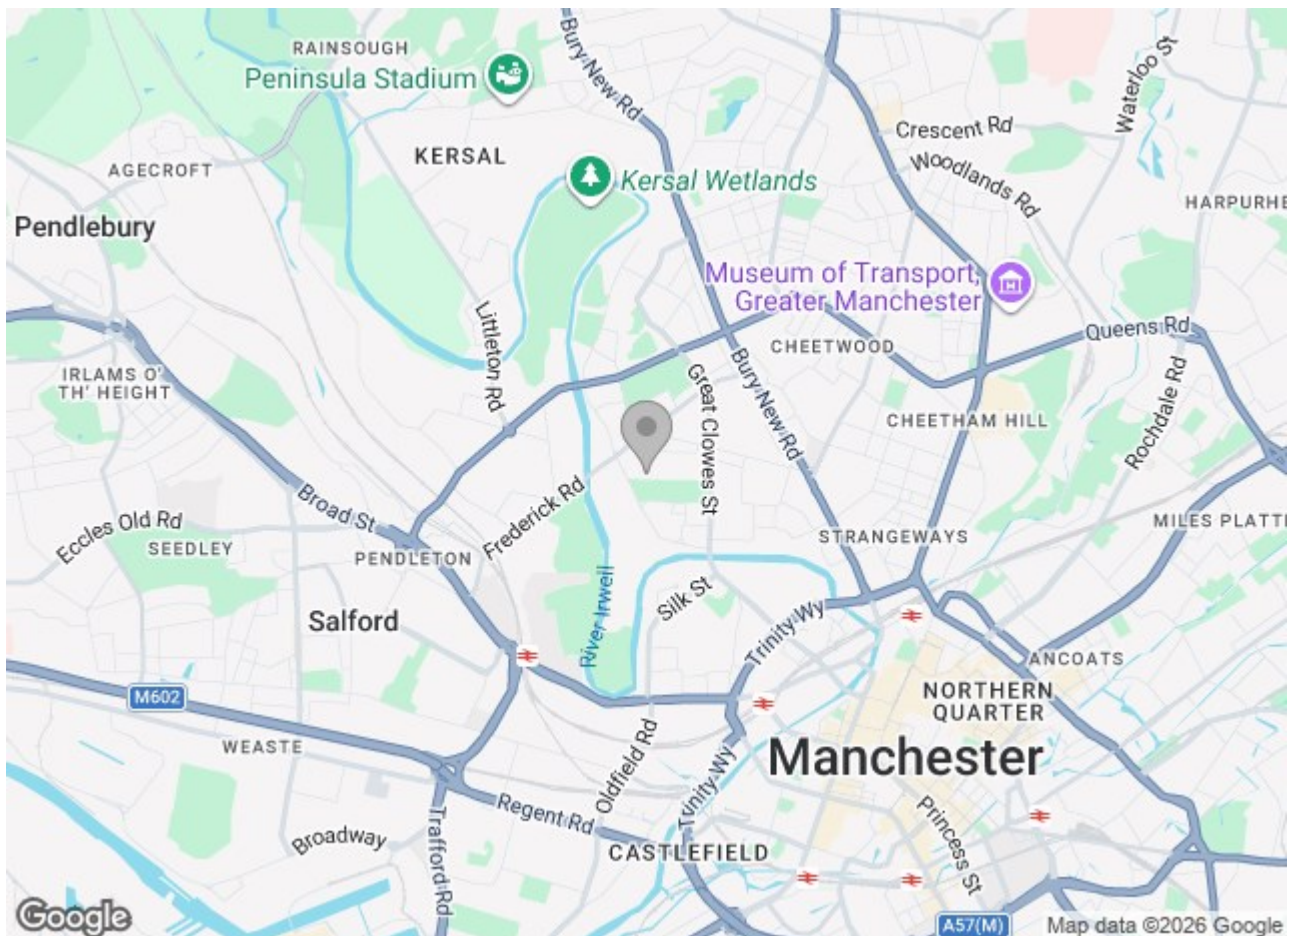 RAINSOUGH
Peninsula Stadium
Bury New Rd
Waterloo St
Crescent Rd
Woodlands Rd
KERSAL
AGECROFT
Kersal Wetlands
HARPURHE
Pendlebury
Museum of Transport,
Greater Manchester
Littleton Rd
CHEETWOOD
Queens Rd
IRLAMS O'
TH' HEIGHT
Great Clowes St
Bury New Rd
Rochdale Rd
CHEETHAM HILL
Frederick Rd
Broad St
Eccles Old Rd
SEEDLEY
PENDLETON
STRANGEWAYS
MILES PLATTI
River Irwell
Silk St
Salford
Trinity Wy
ANCOATS
M602
NORTHERN
QUARTER
WEASTE
Oldfield Rd
Manchester
Trinity Wy
Regent Rd
Trafford Rd
Broadway
CASTLEFIELD
Princess St
Google
A57(M)
Map data ©2026 Google